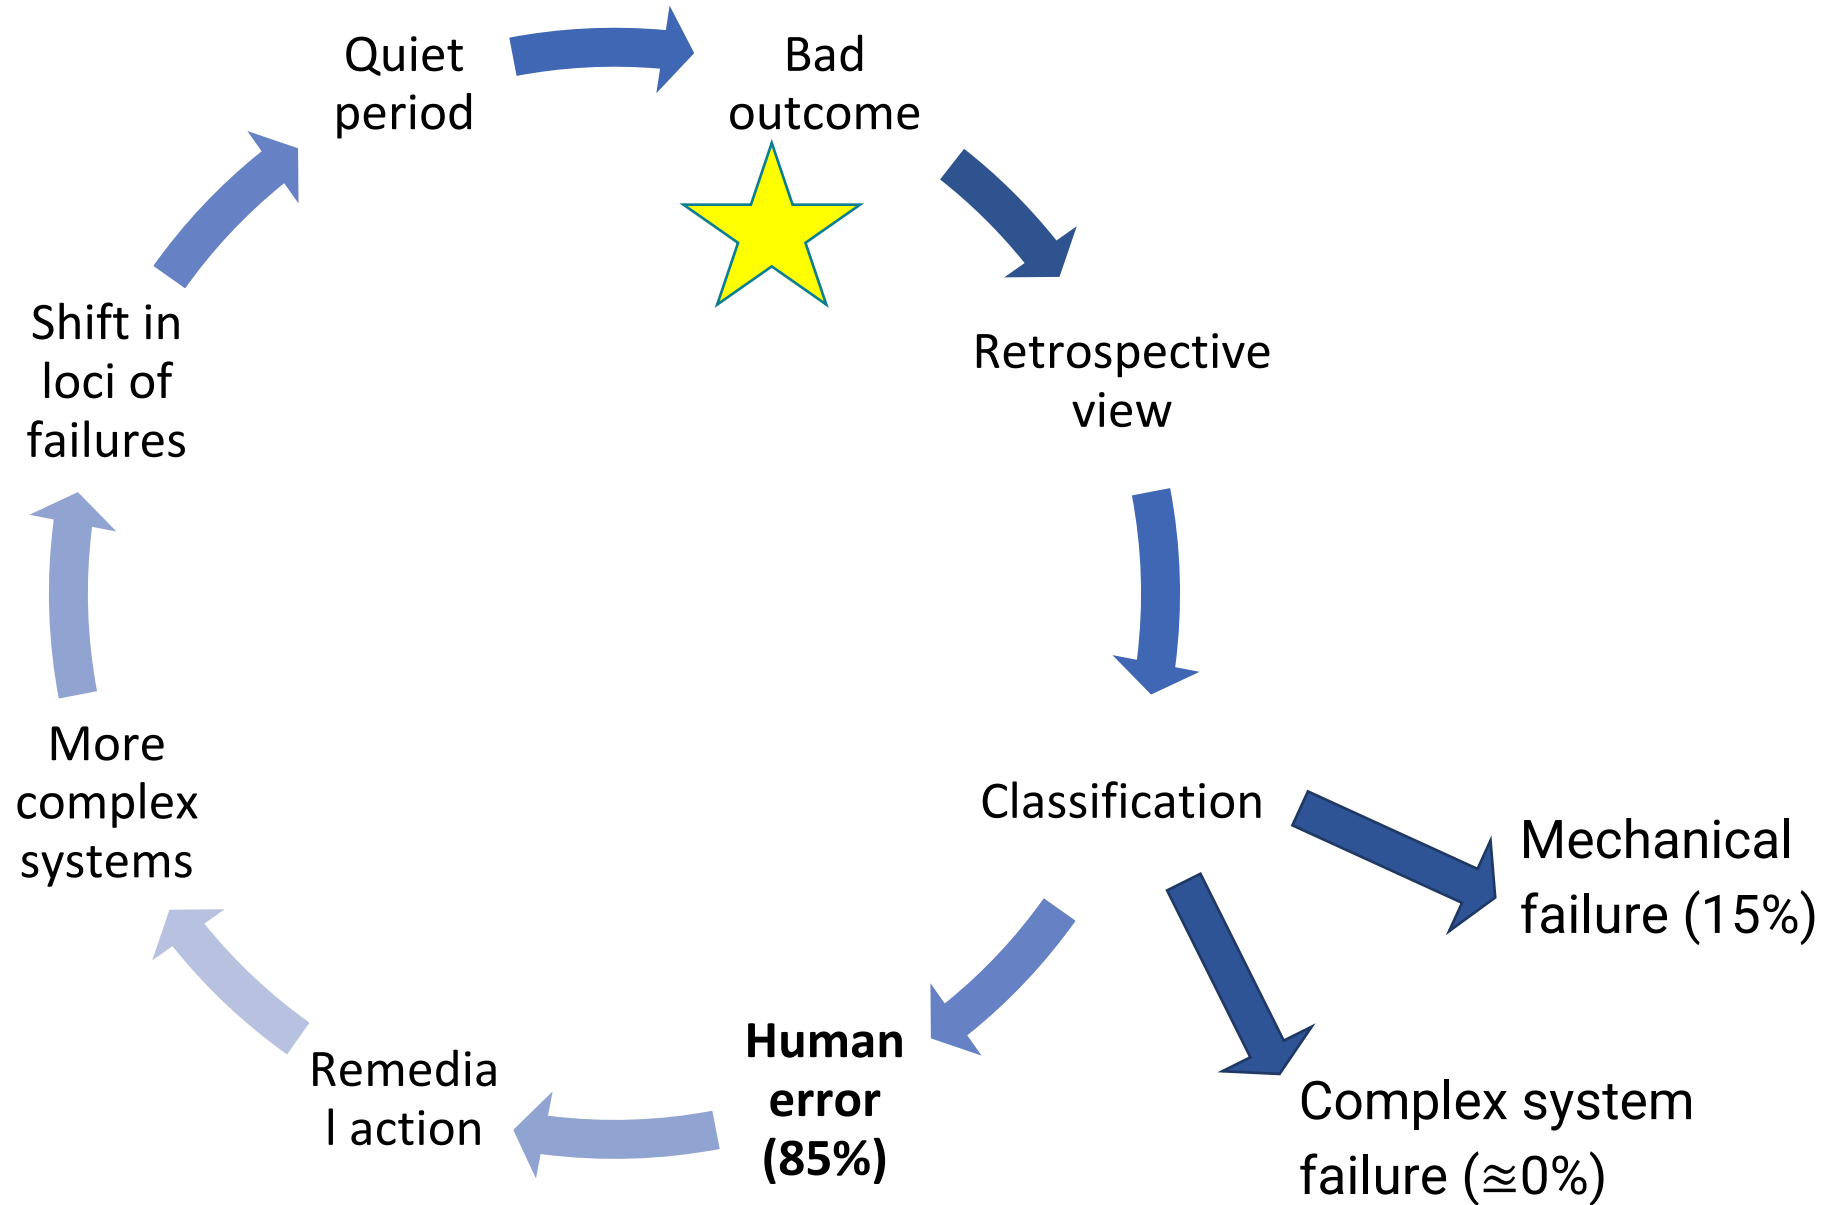 Quiet
period
Bad
outcome
Retrospective
view
Classification
Mechanical
failure (15%)
Complex system
failure (≊0%)
Human
error
(85%)
Remedia
l action
More
complex
systems
Shift in
loci of
failures